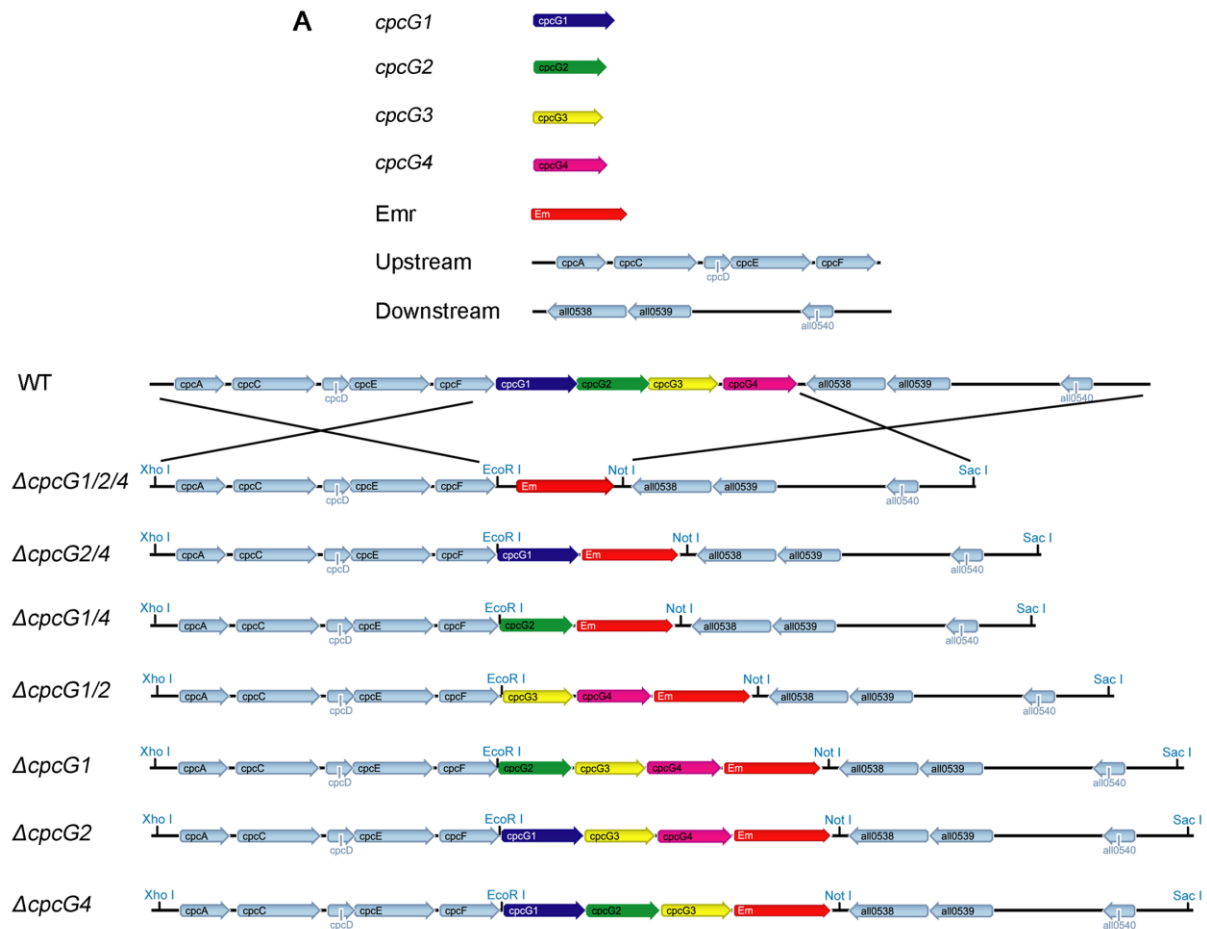 A
cpcG1 cpcG1
cpcG2 cpcG2
cpcG3 cpcG3
cpcG4 cpcG4
Emr Em
Upstream cpcA cpcC cpcD cpcE cpcF
Downstream all0538 all0539 all0540
WT cpcA cpcC cpcD cpcE cpcF cpcG1 cpcG2 cpcG3 cpcG4 all0538 all0539 all0540
Xho I EcoR I Not I Sac I
ΔcpcG1/2/4 cpcA cpcC cpcD cpcE cpcF Em all0538 all0539 all0540
Xho I EcoR I Not I Sac I
ΔcpcG2/4 cpcA cpcC cpcD cpcE cpcF cpcG1 Em all0538 all0539 all0540
Xho I EcoR I Not I Sac I
ΔcpcG1/4 cpcA cpcC cpcD cpcE cpcF cpcG2 Em all0538 all0539 all0540
Xho I EcoR I Not I Sac I
ΔcpcG1/2 cpcA cpcC cpcD cpcE cpcF cpcG3 cpcG4 Em all0538 all0539 all0540
Xho I EcoR I Not I Sac I
ΔcpcG1 cpcA cpcC cpcD cpcE cpcF cpcG2 cpcG3 cpcG4 Em all0538 all0539 all0540
Xho I EcoR I Not I Sac I
ΔcpcG2 cpcA cpcC cpcD cpcE cpcF cpcG1 cpcG3 cpcG4 Em all0538 all0539 all0540
Xho I EcoR I Not I Sac I
ΔcpcG4 cpcA cpcC cpcD cpcE cpcF cpcG1 cpcG2 cpcG3 Em all0538 all0539 all0540